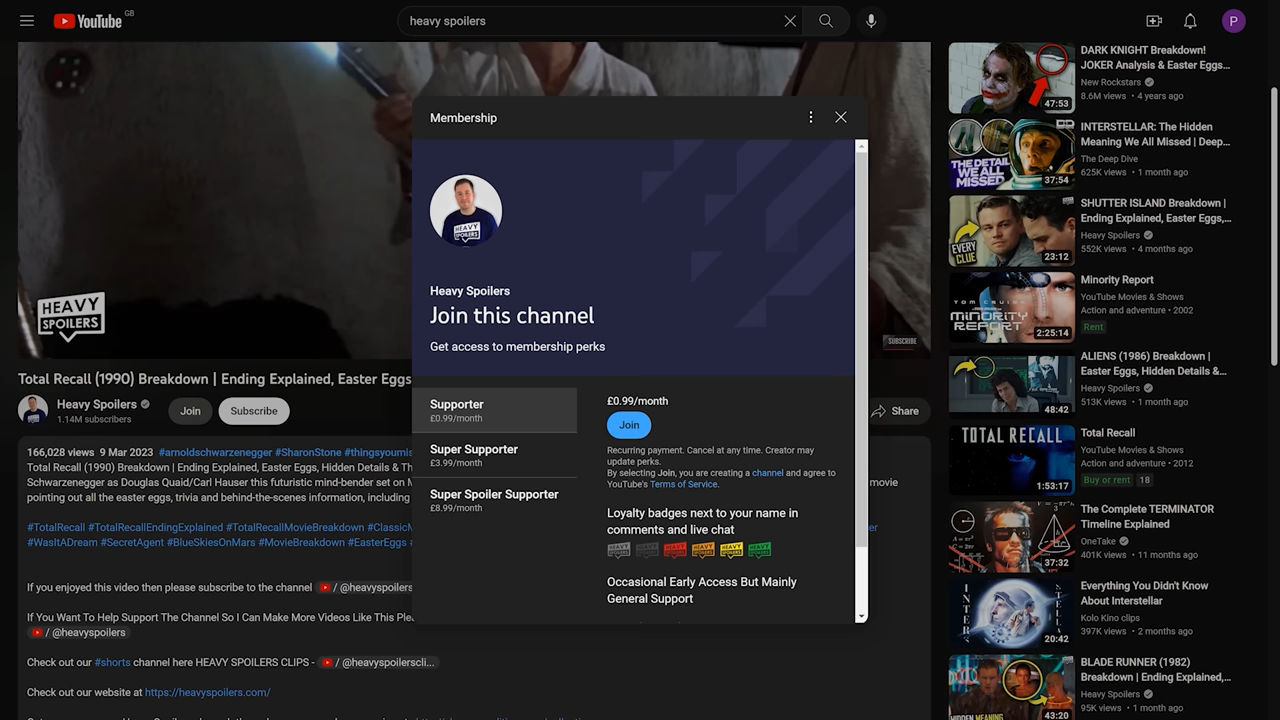 YouTube GB
heavy spoilers
P
HEAVY
SPOILERS
SUBSCRIBE
Total Recall (1990) Breakdown | Ending Explained, Easter Eggs
Heavy Spoilers
1.14M subscribers
Join
Subscribe
Share
166,028 views 9 Mar 2023 #arnoldschwarzenegger #SharonStone #thingsyoumis
Total Recall (1990) Breakdown | Ending Explained, Easter Eggs, Hidden Details & Th
Schwarzenegger as Douglas Quaid/Carl Hauser this futuristic mind-bender set on M
movie
pointing out all the easter eggs, trivia and behind-the-scenes information, including
#TotalRecall #TotalRecallEndingExplained #TotalRecallMovieBreakdown #ClassicM
er
#WasItADream #SecretAgent #BlueSkiesOnMars #MovieBreakdown #EasterEggs #
If you enjoyed this video then please subscribe to the channel / @heavyspoilers
If You Want To Help Support The Channel So I Can Make More Videos Like This Plea
/ @heavyspoilers
Check out our #shorts channel here HEAVY SPOILERS CLIPS - / @heavyspoilerscli...
Check out our website at https://heavyspoilers.com/
Membership
HEAVY
SPOILERS
Heavy Spoilers
Join this channel
Get access to membership perks
Supporter
£0.99/month
Super Supporter
£3.99/month
Super Spoiler Supporter
£8.99/month
£0.99/month
Join
Recurring payment. Cancel at any time. Creator may
update perks.
By selecting Join, you are creating a channel and agree to
YouTube's Terms of Service.
Loyalty badges next to your name in
comments and live chat
Occasional Early Access But Mainly
General Support
47:53
DARK KNIGHT Breakdown!
JOKER Analysis & Easter Eggs...
New Rockstars
8.6M views • 4 years ago
THE DETAIL
WE ALL
MISSED
37:54
INTERSTELLAR: The Hidden
Meaning We All Missed | Deep...
The Deep Dive
625K views • 1 month ago
EVERY
CLUE
23:12
SHUTTER ISLAND Breakdown |
Ending Explained, Easter Eggs,...
Heavy Spoilers
552K views • 4 months ago
TOM CRUISE
MINORITY
REPORT
2:25:14
Minority Report
YouTube Movies & Shows
Action and adventure • 2002
Rent
48:42
ALIENS (1986) Breakdown |
Easter Eggs, Hidden Details &...
Heavy Spoilers
513K views • 1 month ago
TOTAL RECALL
1:53:17
Total Recall
YouTube Movies & Shows
Action and adventure • 2012
Buy or rent 18
37:32
The Complete TERMINATOR
Timeline Explained
OneTake
401K views • 11 months ago
INTER
STELLAR
20:42
Everything You Didn't Know
About Interstellar
Kolo Kino clips
397K views • 2 months ago
HIDDEN MEANING
43:20
BLADE RUNNER (1982)
Breakdown | Ending Explained,...
Heavy Spoilers
95K views • 1 month ago